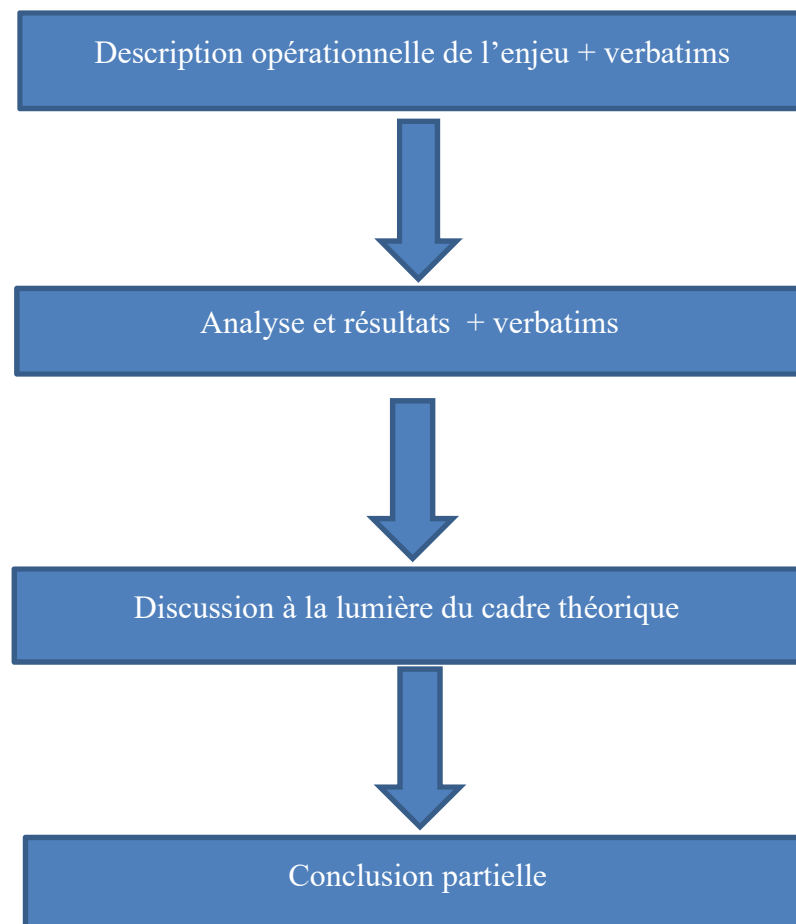 Description opérationnelle de l’enjeu + verbatims
Analyse et résultats + verbatims
Discussion à la lumière du cadre théorique
Conclusion partielle